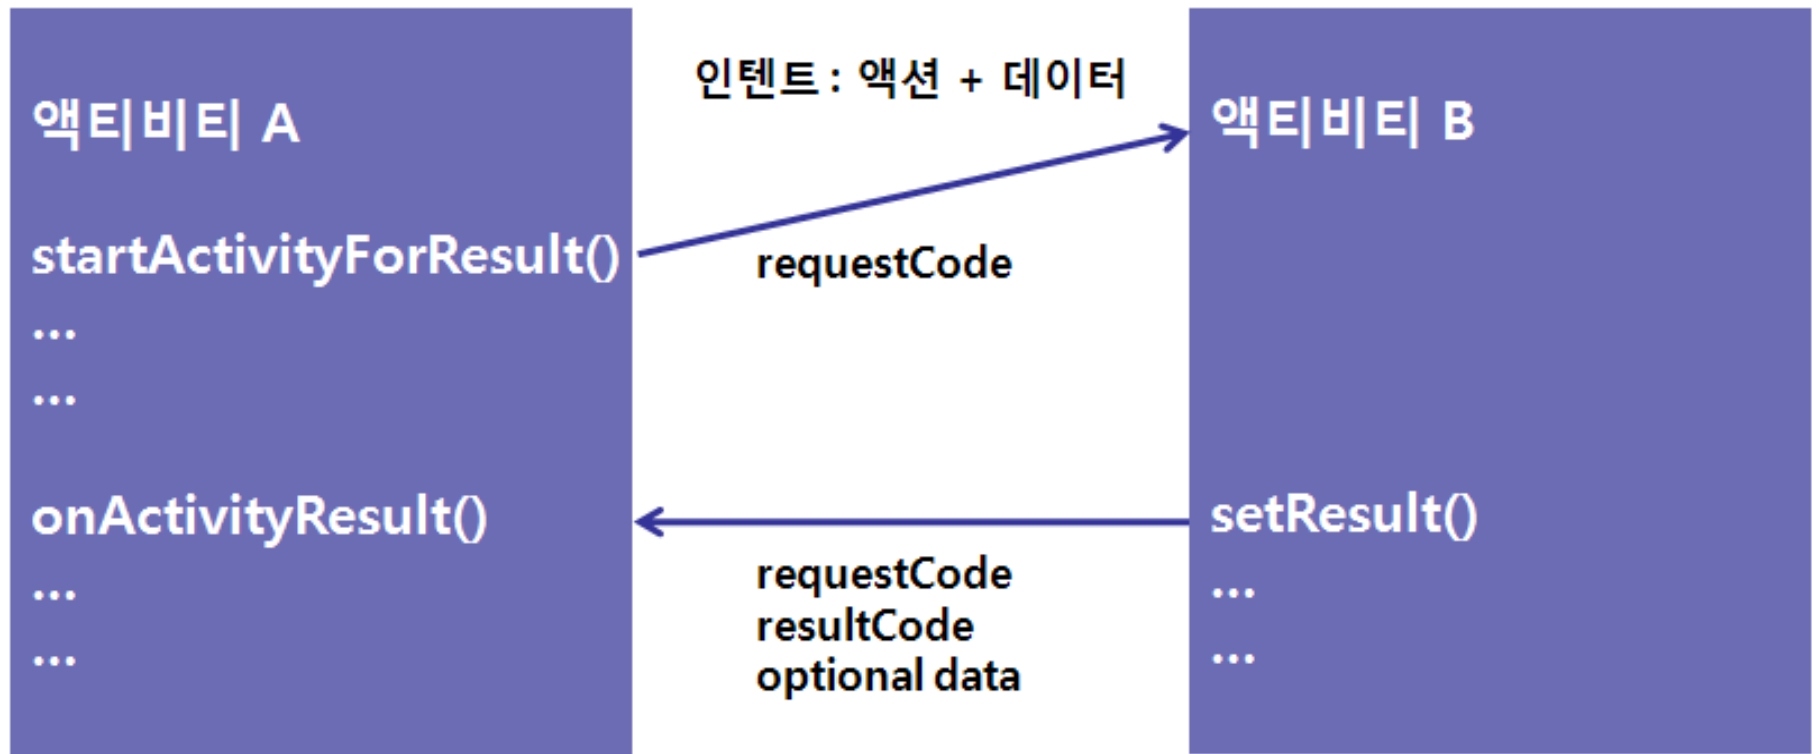 인텐트 : 액션 + 데이터
액티비티 A
액티비티 B
startActivityForResult()
requestCode
...
...
onActivityResult()
setResult()
requestCode
resultCode
optional data
...
...
...
...